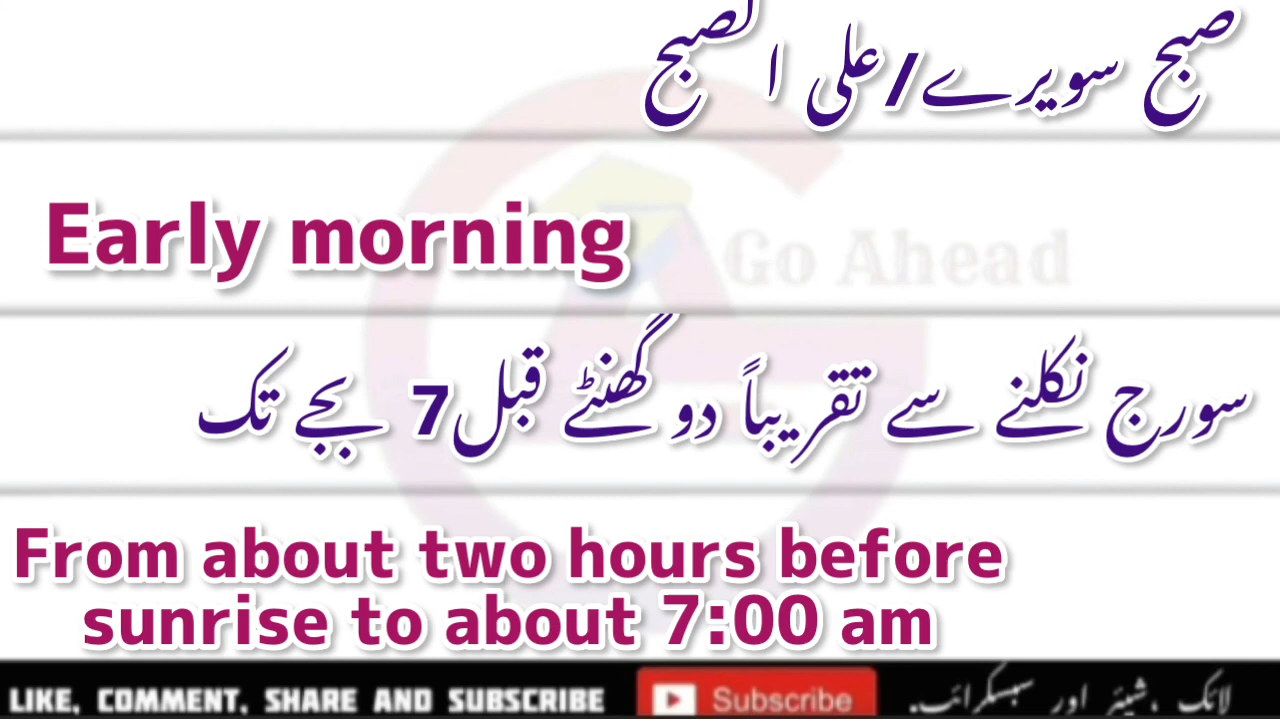 صبح سویرے/علی الصبح
Early morning
Go Ahead
سورج نکلنے سے تقریباً دو گھنٹے قبل 7 بجے تک
From about two hours before
sunrise to about 7:00 am
LIKE, COMMENT, SHARE AND SUBSCRIBE
Subscribe
لائک ،شیئر اور سبسکرائب.